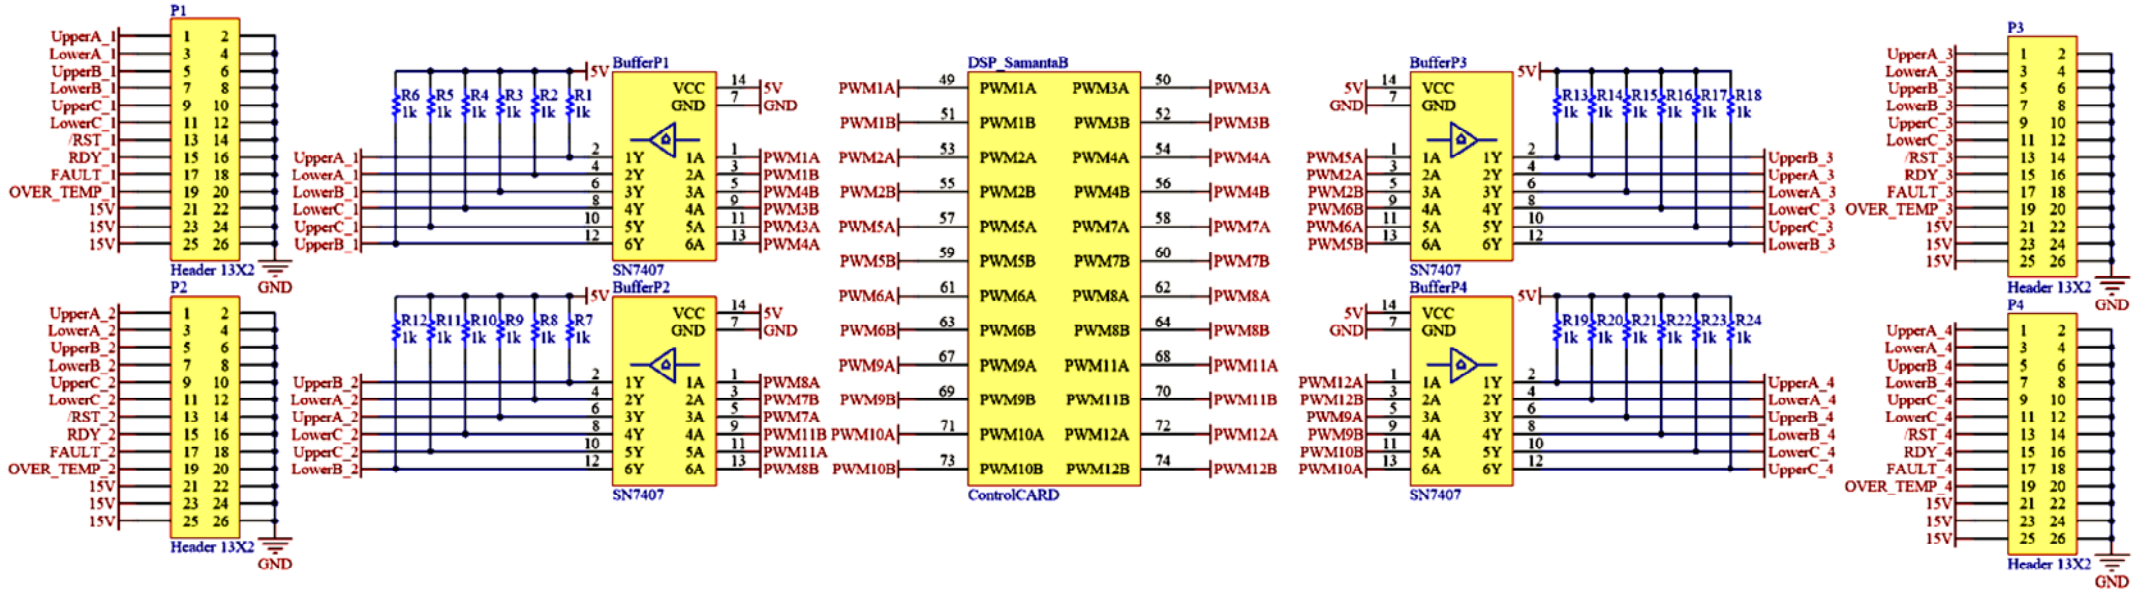 P1
UpperA_1 1 2
LowerA_1 3 4
UpperB_1 5 6
LowerB_1 7 8
UpperC_1 9 10
LowerC_1 11 12
/RST_1 13 14
RDY_1 15 16
FAULT_1 17 18
OVER_TEMP_1 19 20
15V 21 22
15V 23 24
15V 25 26
Header 13X2
GND
P2
UpperA_2 1 2
LowerA_2 3 4
UpperB_2 5 6
LowerB_2 7 8
UpperC_2 9 10
LowerC_2 11 12
/RST_2 13 14
RDY_2 15 16
FAULT_2 17 18
OVER_TEMP_2 19 20
15V 21 22
15V 23 24
15V 25 26
Header 13X2
GND
BufferP1
5V
R6 R5 R4 R3 R2 R1
1k 1k 1k 1k 1k 1k
VCC 14 5V
GND 7 GND
UpperA_1 2 1Y 1A 1 PWM1A
LowerA_1 4 2Y 2A 3 PWM1B
LowerB_1 6 3Y 3A 5 PWM4B
LowerC_1 8 4Y 4A 9 PWM3B
UpperC_1 10 5Y 5A 11 PWM3A
UpperB_1 12 6Y 6A 13 PWM4A
SN7407
BufferP2
5V
R12 R11 R10 R9 R8 R7
1k 1k 1k 1k 1k 1k
VCC 14 5V
GND 7 GND
UpperB_2 2 1Y 1A 1 PWM8A
LowerA_2 4 2Y 2A 3 PWM7B
UpperA_2 6 3Y 3A 5 PWM7A
LowerC_2 8 4Y 4A 9 PWM11B
UpperC_2 10 5Y 5A 11 PWM11A
LowerB_2 12 6Y 6A 13 PWM8B
SN7407
DSP_SamantaB
PWM1A 49 PWM1A PWM3A 50 PWM3A
PWM1B 51 PWM1B PWM3B 52 PWM3B
PWM2A 53 PWM2A PWM4A 54 PWM4A
PWM2B 55 PWM2B PWM4B 56 PWM4B
PWM5A 57 PWM5A PWM7A 58 PWM7A
PWM5B 59 PWM5B PWM7B 60 PWM7B
PWM6A 61 PWM6A PWM8A 62 PWM8A
PWM6B 63 PWM6B PWM8B 64 PWM8B
PWM9A 67 PWM9A PWM11A 68 PWM11A
PWM9B 69 PWM9B PWM11B 70 PWM11B
PWM10A 71 PWM10A PWM12A 72 PWM12A
PWM10B 73 PWM10B PWM12B 74 PWM12B
ControlCARD
BufferP3
5V
R13 R14 R15 R16 R17 R18
1k 1k 1k 1k 1k 1k
5V 14 VCC
GND 7 GND
PWM5A 1 1A 1Y 2 UpperB_3
PWM2A 3 2A 2Y 4 UpperA_3
PWM2B 5 3A 3Y 6 LowerA_3
PWM6B 9 4A 4Y 8 LowerC_3
PWM6A 11 5A 5Y 10 UpperC_3
PWM5B 13 6A 6Y 12 LowerB_3
SN7407
BufferP4
5V
R19 R20 R21 R22 R23 R24
1k 1k 1k 1k 1k 1k
5V 14 VCC
GND 7 GND
PWM12A 1 1A 1Y 2 UpperA_4
PWM12B 3 2A 2Y 4 LowerA_4
PWM9A 5 3A 3Y 6 UpperB_4
PWM9B 9 4A 4Y 8 LowerB_4
PWM10B 11 5A 5Y 10 LowerC_4
PWM10A 13 6A 6Y 12 UpperC_4
SN7407
P3
UpperA_3 1 2
LowerA_3 3 4
UpperB_3 5 6
LowerB_3 7 8
UpperC_3 9 10
LowerC_3 11 12
/RST_3 13 14
RDY_3 15 16
FAULT_3 17 18
OVER_TEMP_3 19 20
15V 21 22
15V 23 24
15V 25 26
Header 13X2
GND
P4
UpperA_4 1 2
LowerA_4 3 4
UpperB_4 5 6
LowerB_4 7 8
UpperC_4 9 10
LowerC_4 11 12
/RST_4 13 14
RDY_4 15 16
FAULT_4 17 18
OVER_TEMP_4 19 20
15V 21 22
15V 23 24
15V 25 26
Header 13X2
GND